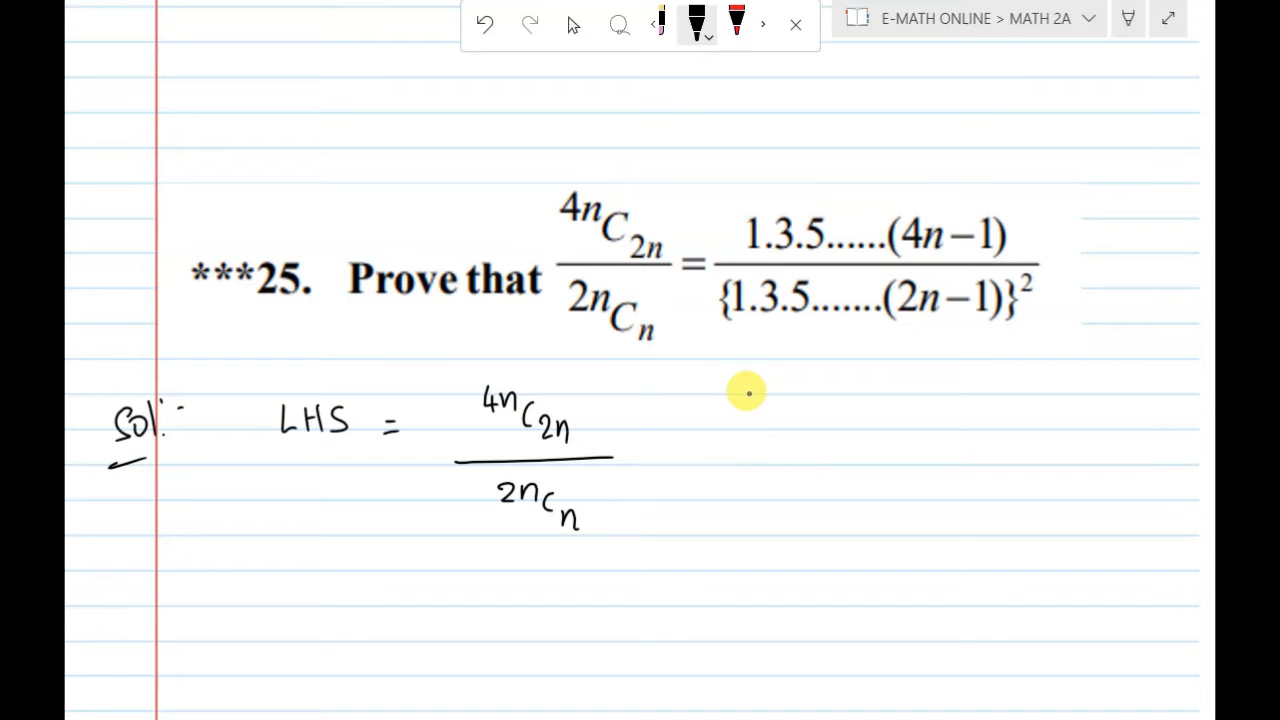 E-MATH ONLINE > MATH 2A
***25. Prove that 4nC2n / 2nCn = 1.3.5......(4n−1) / {1.3.5.......(2n−1)}²
Sol:- LHS = 4nC2n / 2nCn